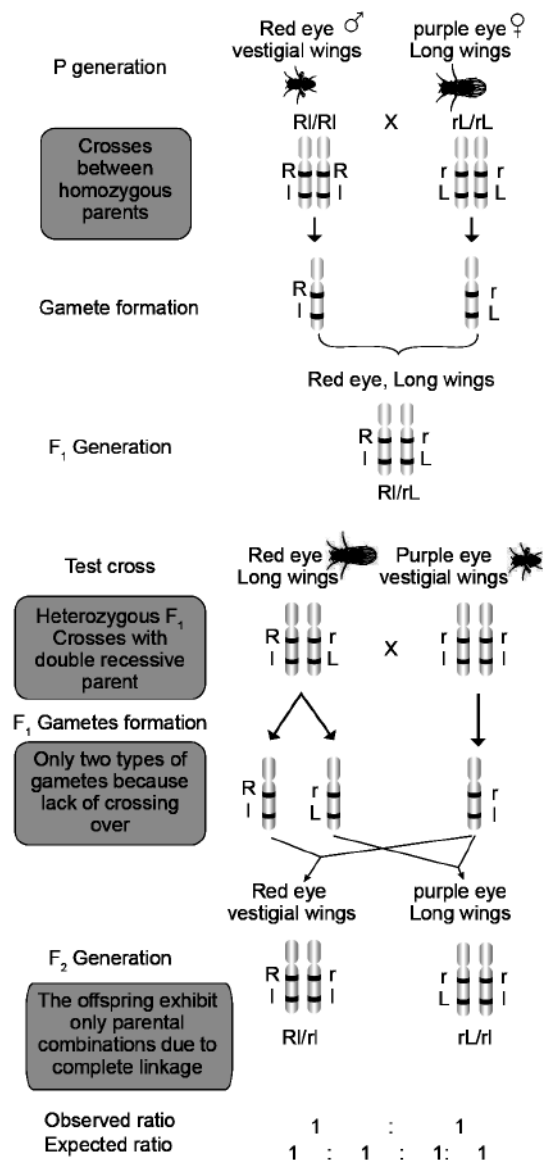 Red eye ♂ purple eye ♀
vestigial wings Long wings
P generation
Rl/Rl X rL/rL
Crosses
between
homozygous
parents
R R r r
l l L L
Gamete formation
R r
l L
Red eye, Long wings
F₁ Generation
R r
l L
Rl/rL
Test cross
Red eye Purple eye
Long wings vestigial wings
Heterozygous F₁
Crosses with
double recessive
parent
R r r r
l L X l l
F₁ Gametes formation
Only two types of
gametes because
lack of crossing
over
R r r
l L l
Red eye purple eye
vestigial wings Long wings
F₂ Generation
The offspring exhibit
only parental
combinations due to
complete linkage
R r r r
l l L l
Rl/rl rL/rl
Observed ratio 1 : 1
Expected ratio 1 : 1 : 1: 1